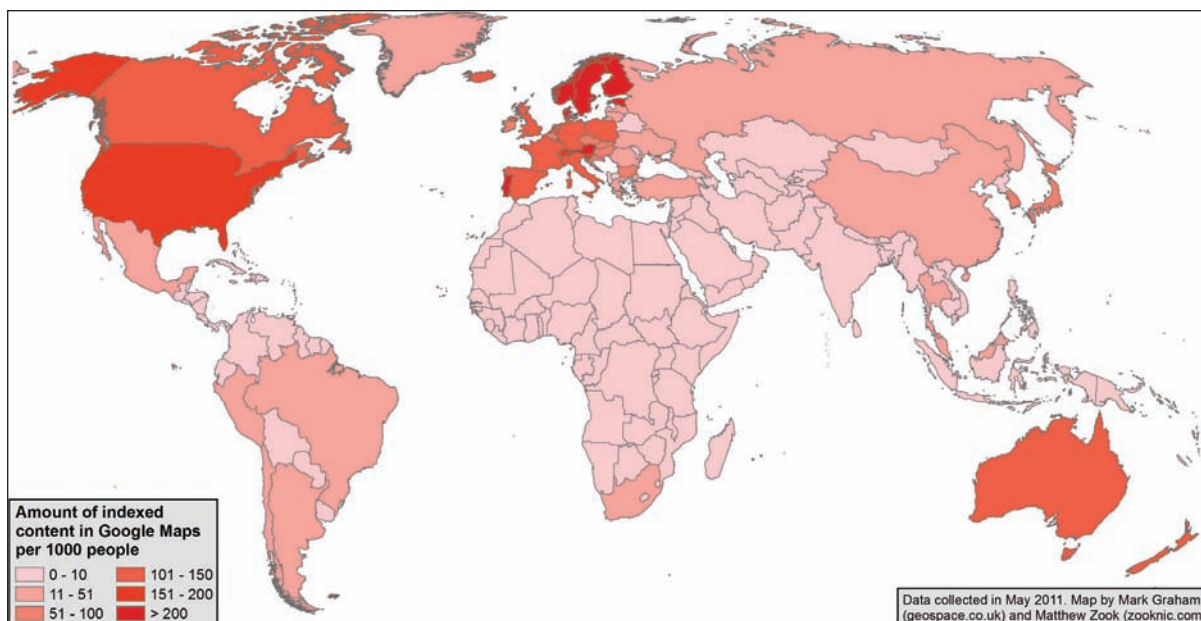 Amount of indexed
content in Google Maps
per 1000 people
0 - 10
11 - 51
51 - 100
101 - 150
151 - 200
> 200
Data collected in May 2011. Map by Mark Graham
(geospace.co.uk) and Matthew Zook (zooknic.com